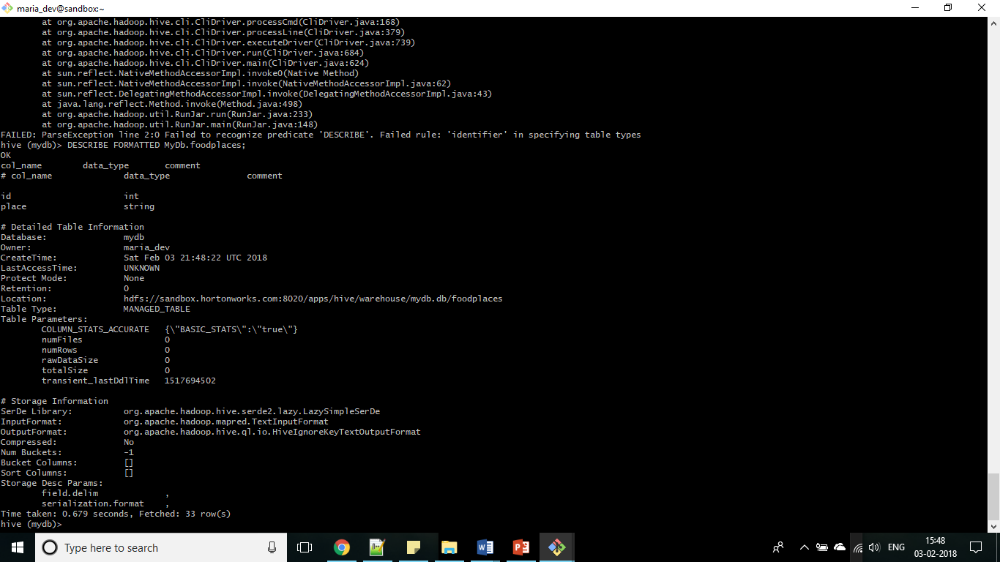 maria_dev@sandbox:~
at org.apache.hadoop.hive.cli.CliDriver.processCmd(CliDriver.java:168)
at org.apache.hadoop.hive.cli.CliDriver.processLine(CliDriver.java:379)
at org.apache.hadoop.hive.cli.CliDriver.executeDriver(CliDriver.java:739)
at org.apache.hadoop.hive.cli.CliDriver.run(CliDriver.java:684)
at org.apache.hadoop.hive.cli.CliDriver.main(CliDriver.java:624)
at sun.reflect.NativeMethodAccessorImpl.invoke0(Native Method)
at sun.reflect.NativeMethodAccessorImpl.invoke(NativeMethodAccessorImpl.java:62)
at sun.reflect.DelegatingMethodAccessorImpl.invoke(DelegatingMethodAccessorImpl.java:43)
at java.lang.reflect.Method.invoke(Method.java:498)
at org.apache.hadoop.util.RunJar.run(RunJar.java:233)
at org.apache.hadoop.util.RunJar.main(RunJar.java:148)
FAILED: ParseException line 2:0 Failed to recognize predicate 'DESCRIBE'. Failed rule: 'identifier' in specifying table types
hive (mydb)> DESCRIBE FORMATTED MyDb.foodplaces;
OK
col_name data_type comment
# col_name data_type comment
id int
place string
# Detailed Table Information
Database: mydb
Owner: maria_dev
CreateTime: Sat Feb 03 21:48:22 UTC 2018
LastAccessTime: UNKNOWN
Protect Mode: None
Retention: 0
Location: hdfs://sandbox.hortonworks.com:8020/apps/hive/warehouse/mydb.db/foodplaces
Table Type: MANAGED_TABLE
Table Parameters:
COLUMN_STATS_ACCURATE {\"BASIC_STATS\":\"true\"}
numFiles 0
numRows 0
rawDataSize 0
totalSize 0
transient_lastDdlTime 1517694502
# Storage Information
SerDe Library: org.apache.hadoop.hive.serde2.lazy.LazySimpleSerDe
InputFormat: org.apache.hadoop.mapred.TextInputFormat
OutputFormat: org.apache.hadoop.hive.ql.io.HiveIgnoreKeyTextOutputFormat
Compressed: No
Num Buckets: -1
Bucket Columns: []
Sort Columns: []
Storage Desc Params:
field.delim ,
serialization.format ,
Time taken: 0.679 seconds, Fetched: 33 row(s)
hive (mydb)>
Type here to search
ENG
15:48
03-02-2018